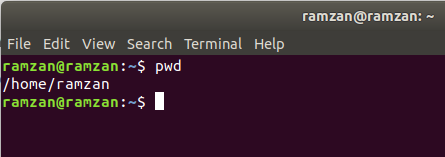 ramzan@ramzan: ~
File Edit View Search Terminal Help
ramzan@ramzan:~$ pwd
/home/ramzan
ramzan@ramzan:~$